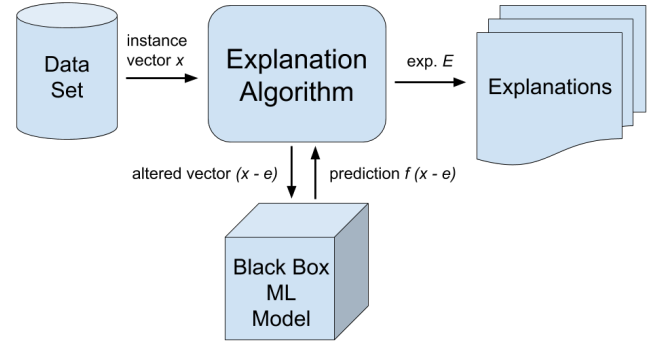 Data
Set
instance
vector x
Explanation
Algorithm
exp. E
Explanations
altered vector (x - e)
prediction f (x - e)
Black Box
ML
Model